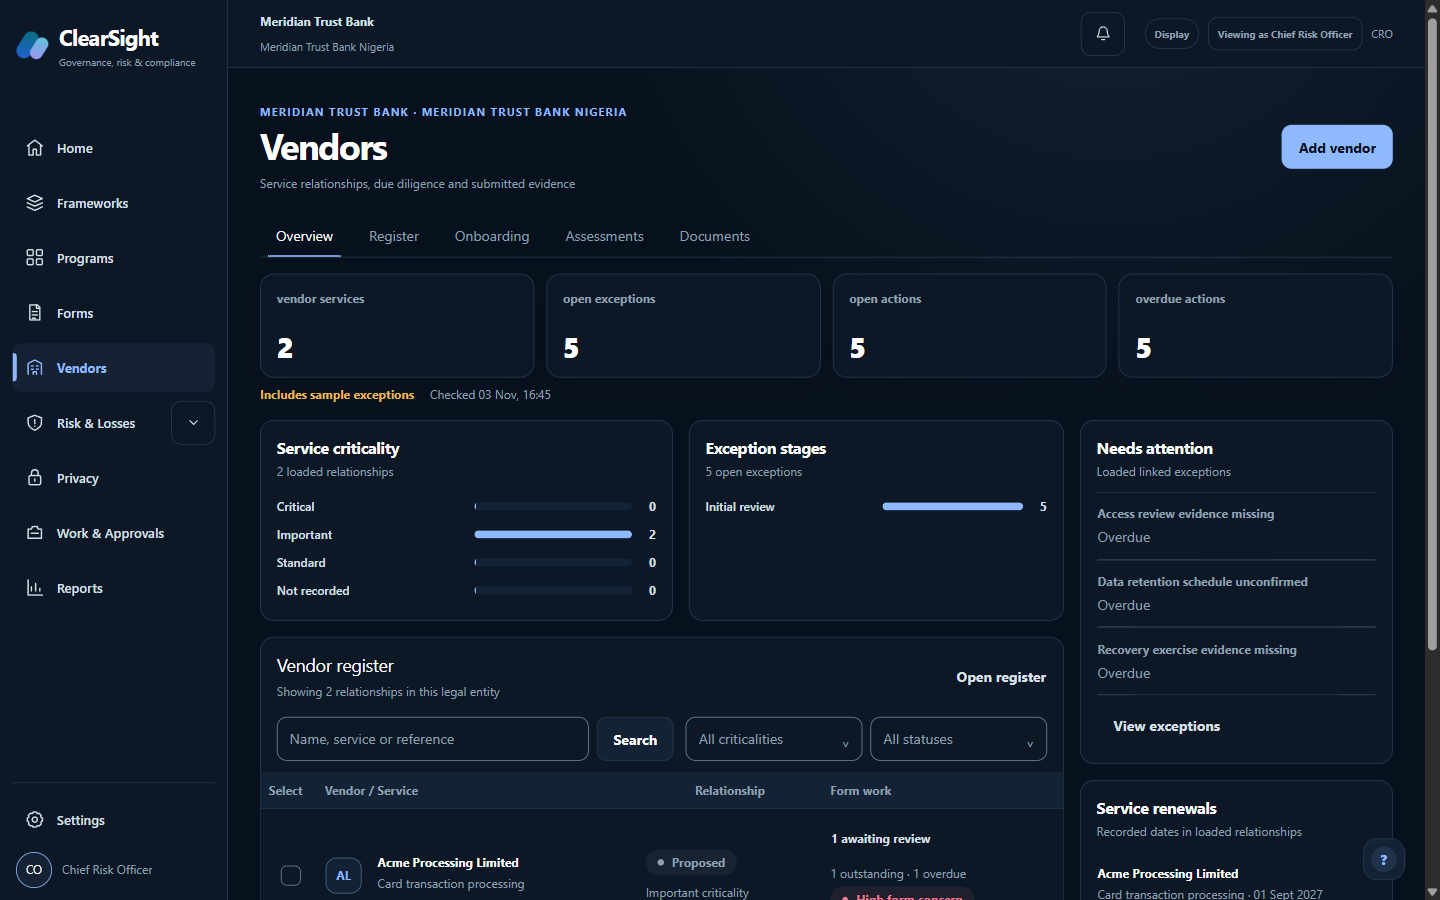 ClearSight
Governance, risk & compliance
Home
Frameworks
Programs
Forms
Vendors
Risk & Losses
Privacy
Work & Approvals
Reports
Settings
CO
Chief Risk Officer
Meridian Trust Bank
Meridian Trust Bank Nigeria
Display
Viewing as Chief Risk Officer
CRO
MERIDIAN TRUST BANK · MERIDIAN TRUST BANK NIGERIA
Vendors
Service relationships, due diligence and submitted evidence
Add vendor
Overview
Register
Onboarding
Assessments
Documents
vendor services
2
open exceptions
5
open actions
5
overdue actions
5
Includes sample exceptions
Checked 03 Nov, 16:45
Service criticality
2 loaded relationships
Critical 0
Important 2
Standard 0
Not recorded 0
Exception stages
5 open exceptions
Initial review 5
Needs attention
Loaded linked exceptions
Access review evidence missing
Overdue
Data retention schedule unconfirmed
Overdue
Recovery exercise evidence missing
Overdue
View exceptions
Vendor register
Showing 2 relationships in this legal entity
Open register
Name, service or reference
Search
All criticalities
All statuses
Select Vendor / Service Relationship Form work
AL
Acme Processing Limited
Card transaction processing
Proposed
Important criticality
1 awaiting review
1 outstanding · 1 overdue
High form concern
Service renewals
Recorded dates in loaded relationships
Acme Processing Limited
Card transaction processing · 01 Sept 2027
?